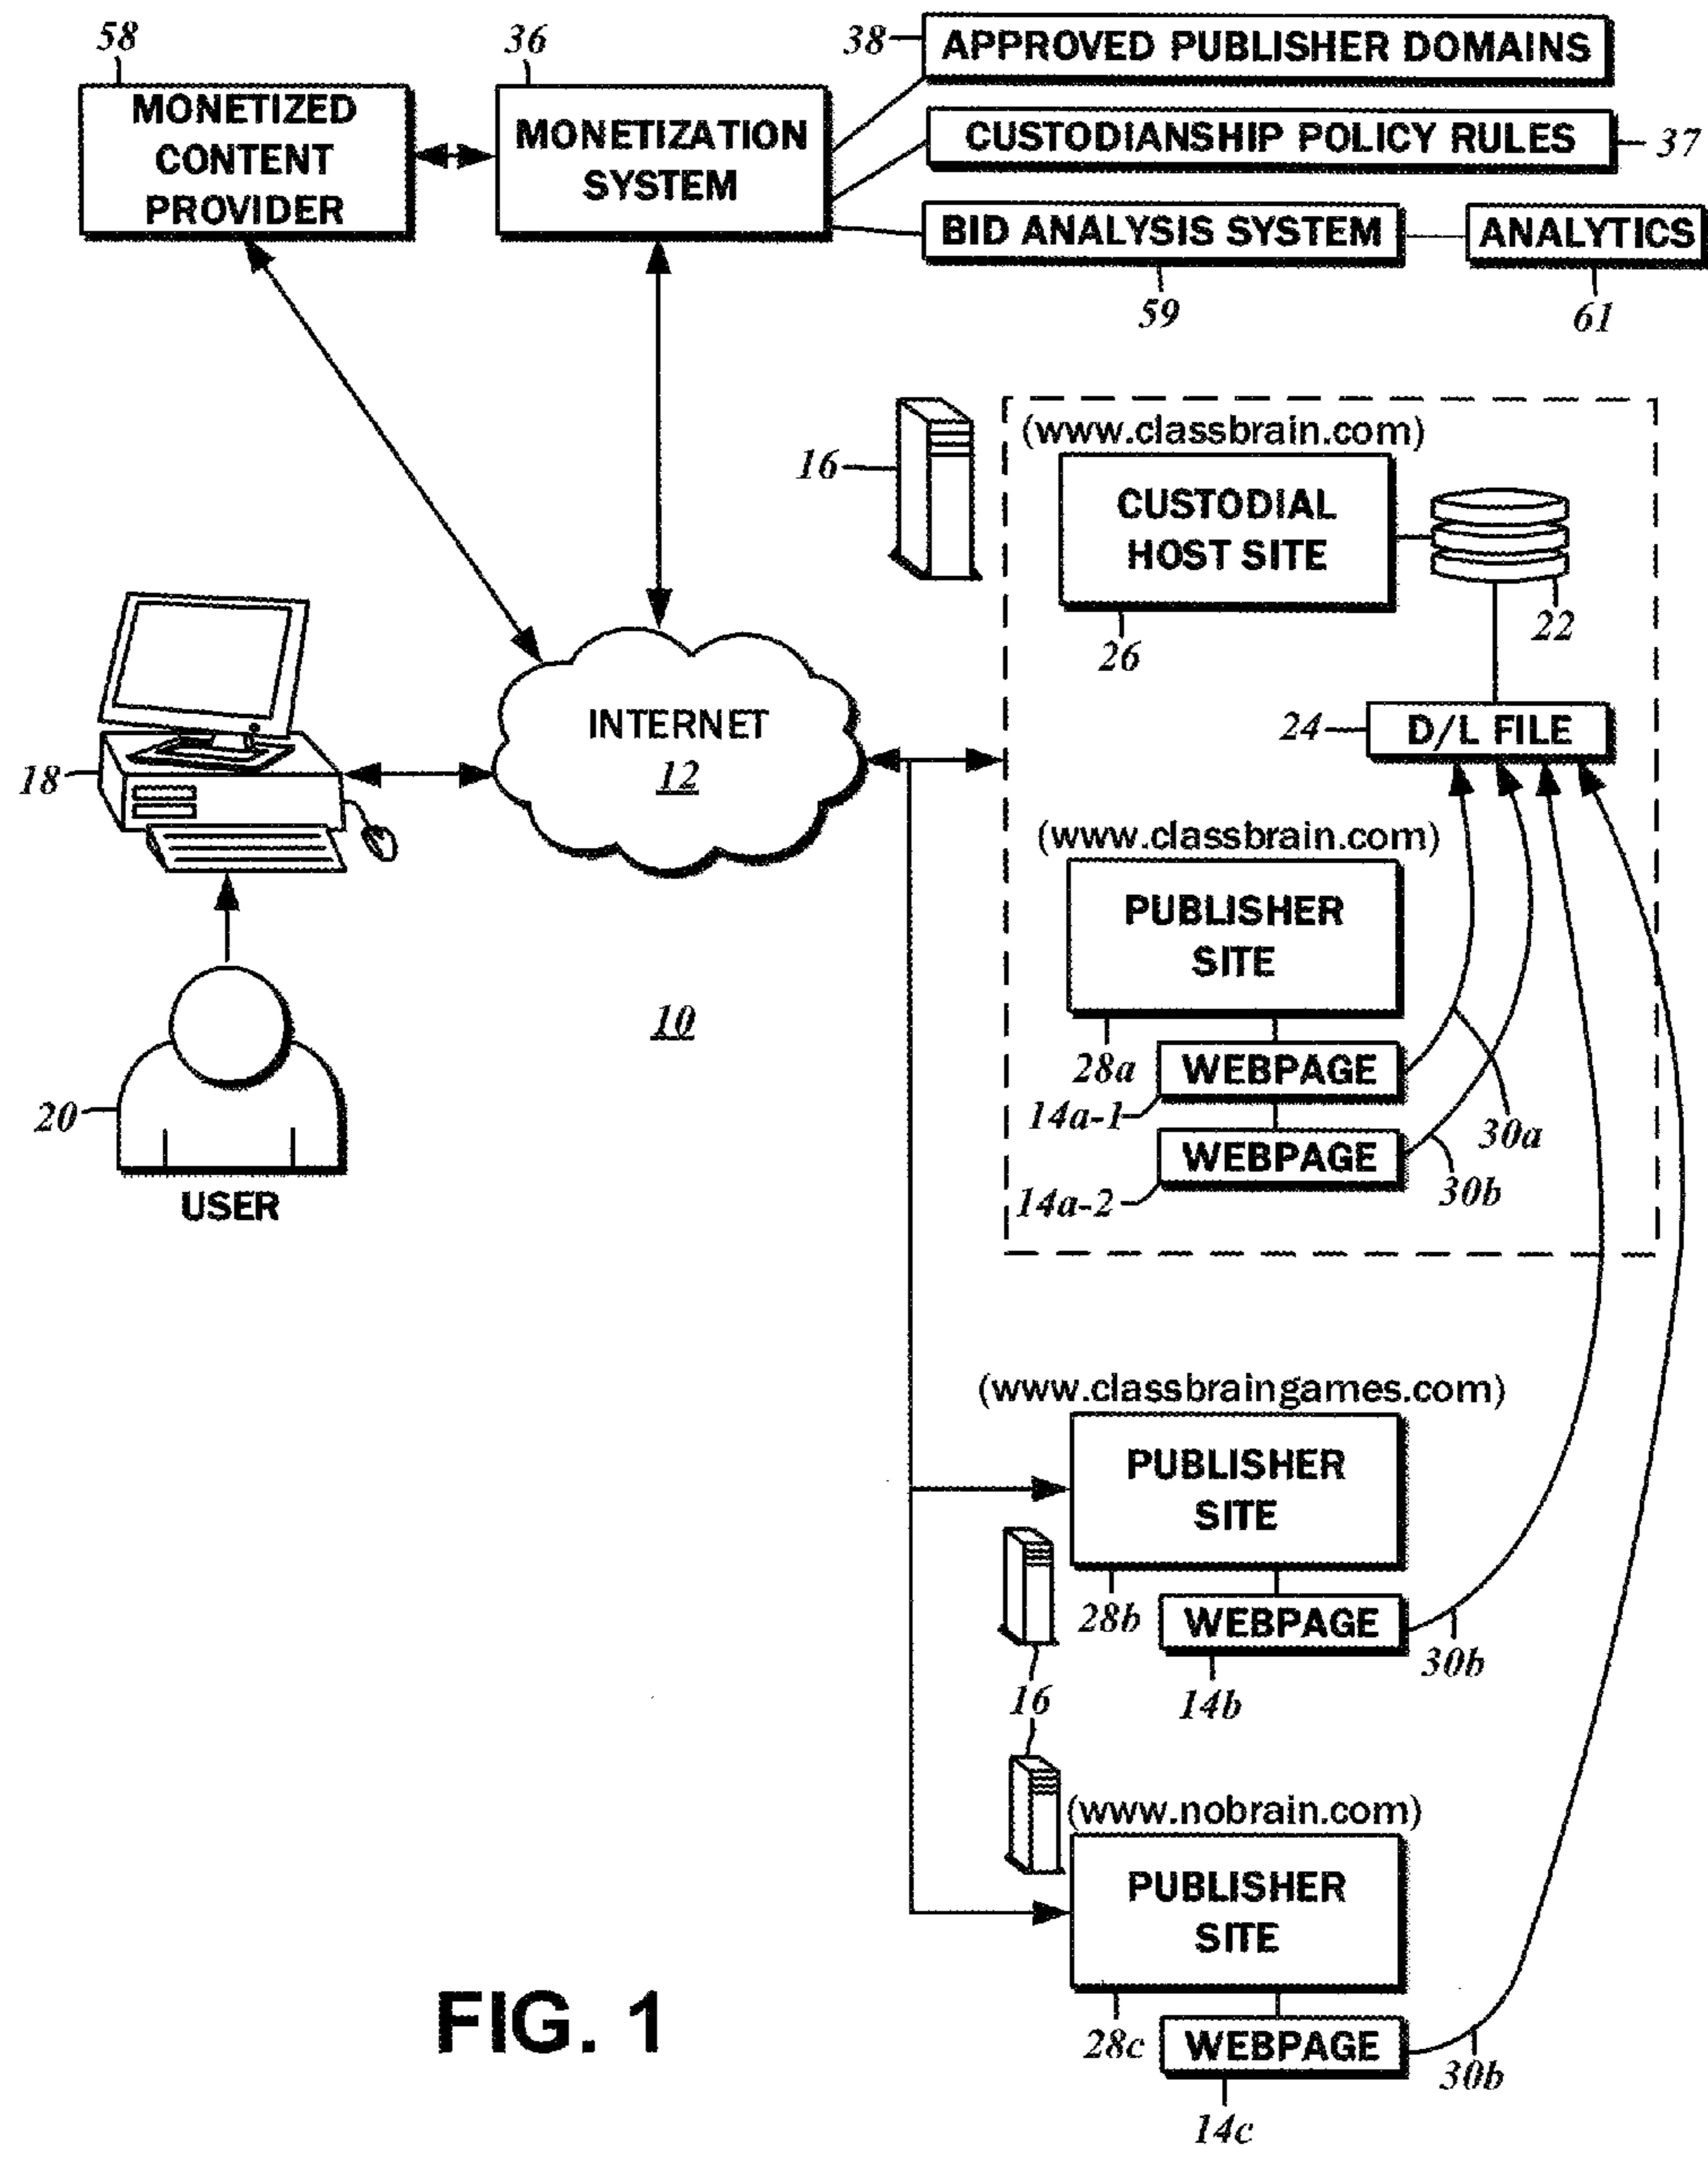 58
36
38
APPROVED PUBLISHER DOMAINS
MONETIZED
CONTENT
PROVIDER
MONETIZATION
SYSTEM
CUSTODIANSHIP POLICY RULES
37
BID ANALYSIS SYSTEM
ANALYTICS
59
61
16
(www.classbrain.com)
CUSTODIAL
HOST SITE
26
22
24
D/L FILE
INTERNET
12
18
(www.classbrain.com)
PUBLISHER
SITE
28a
WEBPAGE
14a-1
30a
WEBPAGE
14a-2
30b
10
20
USER
(www.classbraingames.com)
PUBLISHER
SITE
28b
WEBPAGE
30b
14b
16
(www.nobrain.com)
PUBLISHER
SITE
28c
WEBPAGE
30b
14c
FIG. 1